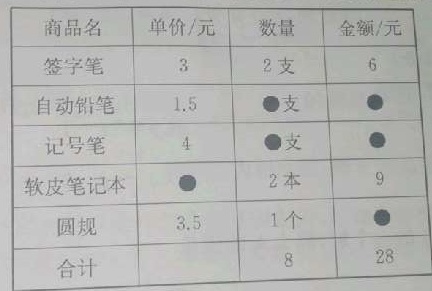 商品名 单价/元 数量 金额/元
签字笔 3 2支 6
自动铅笔 1.5 ●支 ●
记号笔 4 ●支 ●
软皮笔记本 ● 2本 9
圆规 3.5 1个 ●
合计 8 28